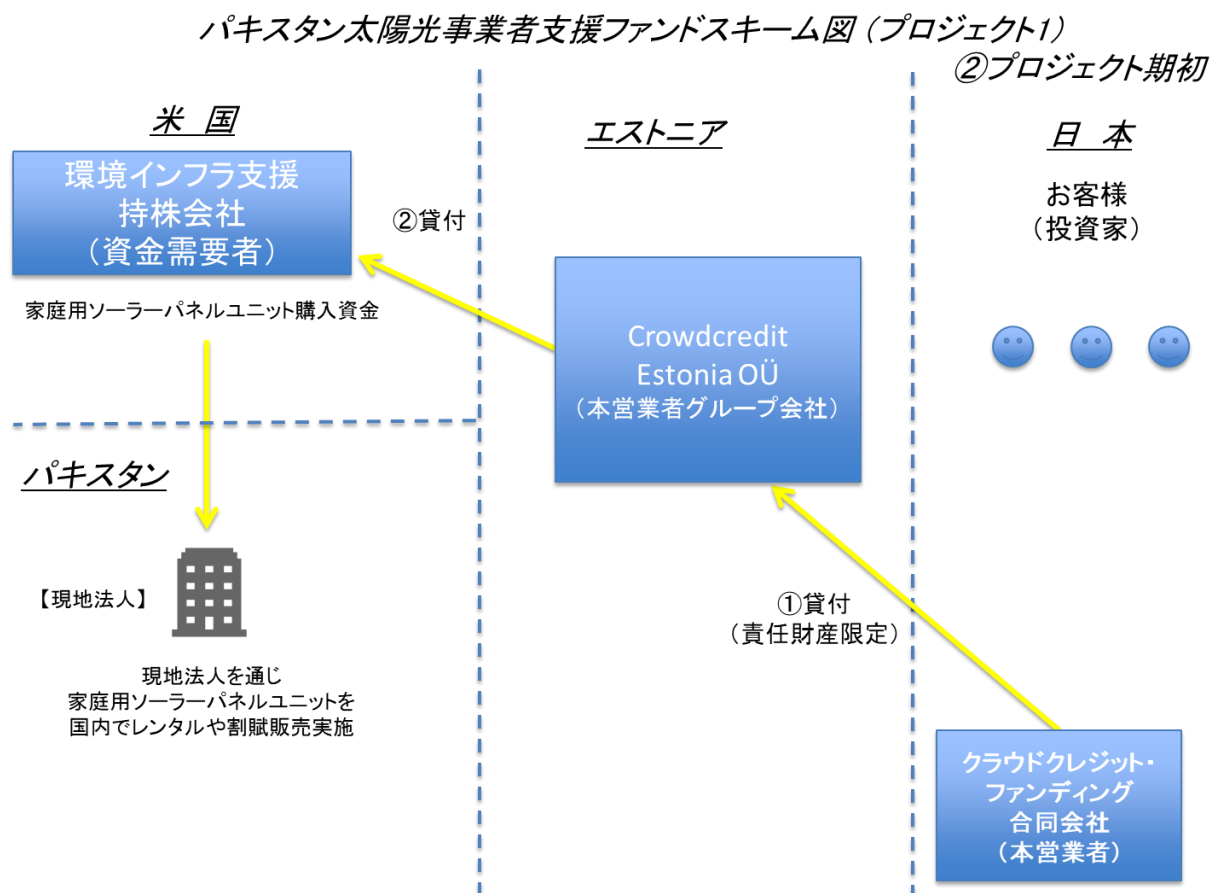 パキスタン太陽光事業者支援ファンドスキーム図（プロジェクト1）
②プロジェクト期初
米　国
環境インフラ支援
持株会社
（資金需要者）
家庭用ソーラーパネルユニット購入資金
②貸付
エストニア
Crowdcredit
Estonia OÜ
（本営業者グループ会社）
日　本
お客様
（投資家）
パキスタン
【現地法人】
現地法人を通じ
家庭用ソーラーパネルユニットを
国内でレンタルや割賦販売実施
①貸付
（責任財産限定）
クラウドクレジット・
ファンディング
合同会社
（本営業者）